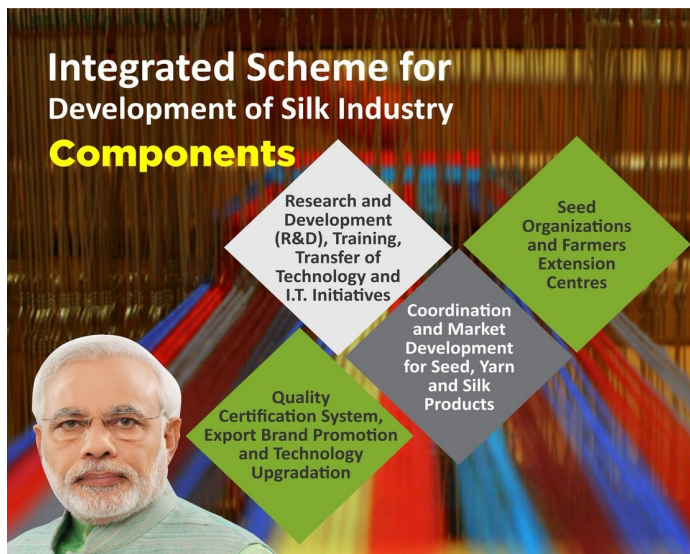 Integrated Scheme for
Development of Silk Industry
Components
Research and
Development
(R&D), Training,
Transfer of
Technology and
I.T. Initiatives
Seed
Organizations
and Farmers
Extension
Centres
Coordination
and Market
Development
for Seed, Yarn
and Silk
Products
Quality
Certification System,
Export Brand Promotion
and Technology
Upgradation